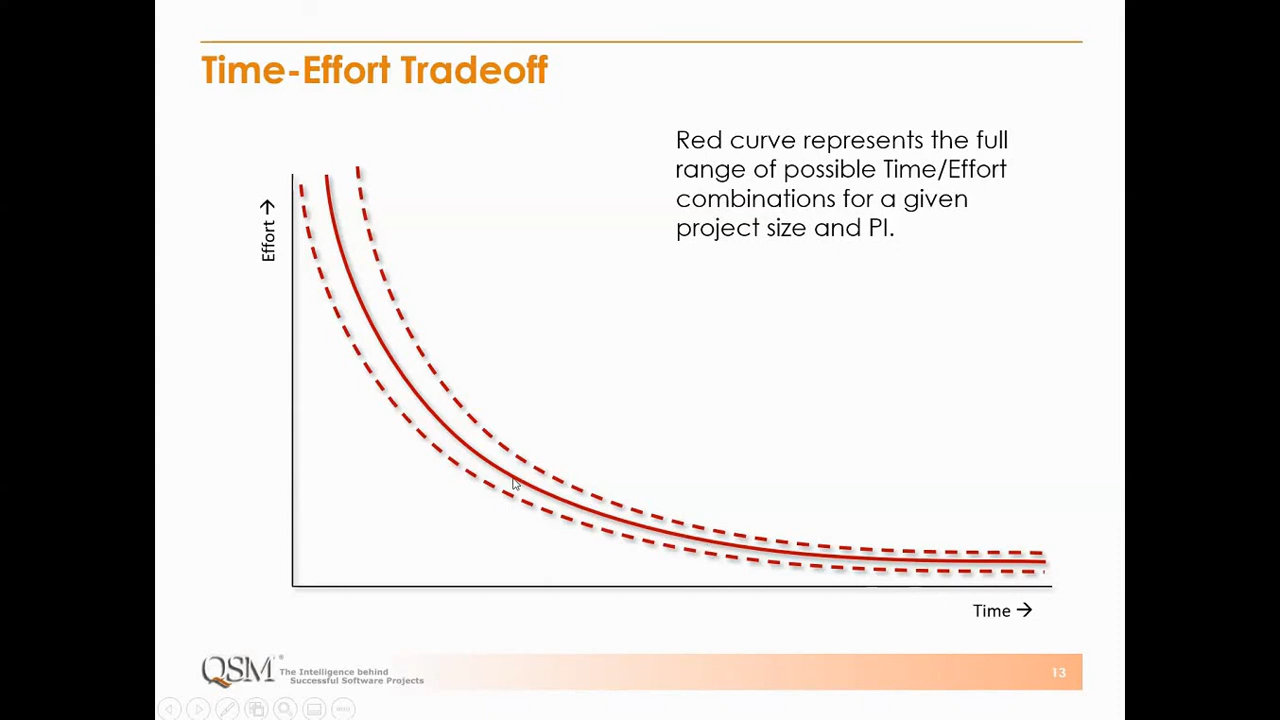 Time-Effort Tradeoff
Red curve represents the full
range of possible Time/Effort
combinations for a given
project size and PI.
Effort →
Time →
QSM® The Intelligence behind
Successful Software Projects
13